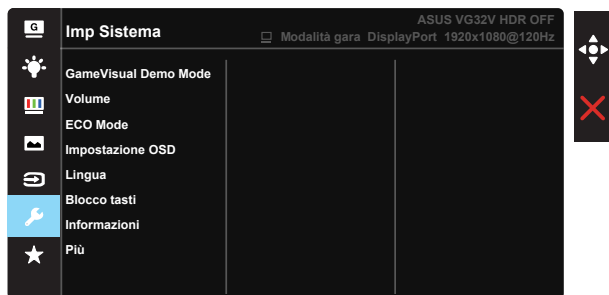 G
Imp Sistema
ASUS VG32V HDR OFF
Modalità gara DisplayPort 1920x1080@120Hz
GameVisual Demo Mode
Volume
ECO Mode
Impostazione OSD
Lingua
Blocco tasti
Informazioni
Più